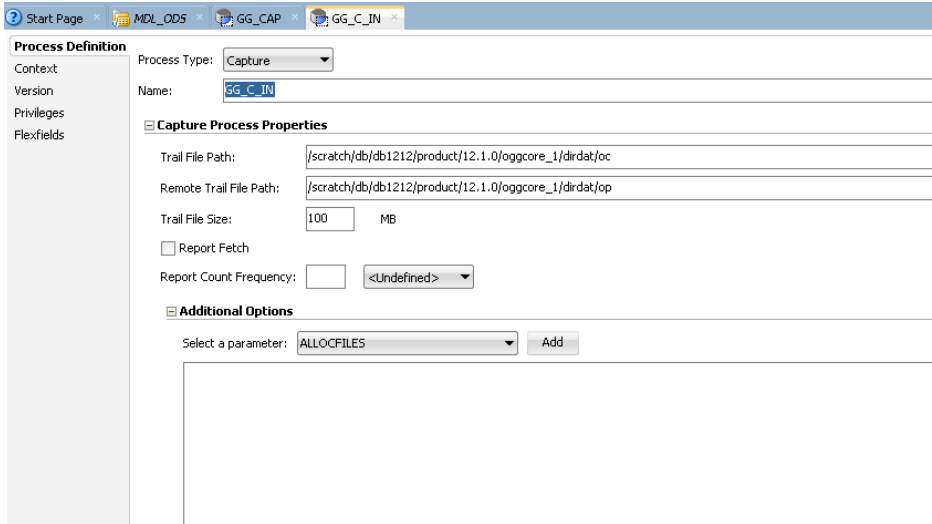 Start Page MDL_ODS GG_CAP GG_C_IN
Process Definition
Context
Version
Privileges
Flexfields
Process Type: Capture
Name: GG_C_IN
Capture Process Properties
Trail File Path: /scratch/db/db1212/product/12.1.0/oggcore_1/dirdat/oc
Remote Trail File Path: /scratch/db/db1212/product/12.1.0/oggcore_1/dirdat/op
Trail File Size: 100 MB
Report Fetch
Report Count Frequency: <Undefined>
Additional Options
Select a parameter: ALLOCFILES Add